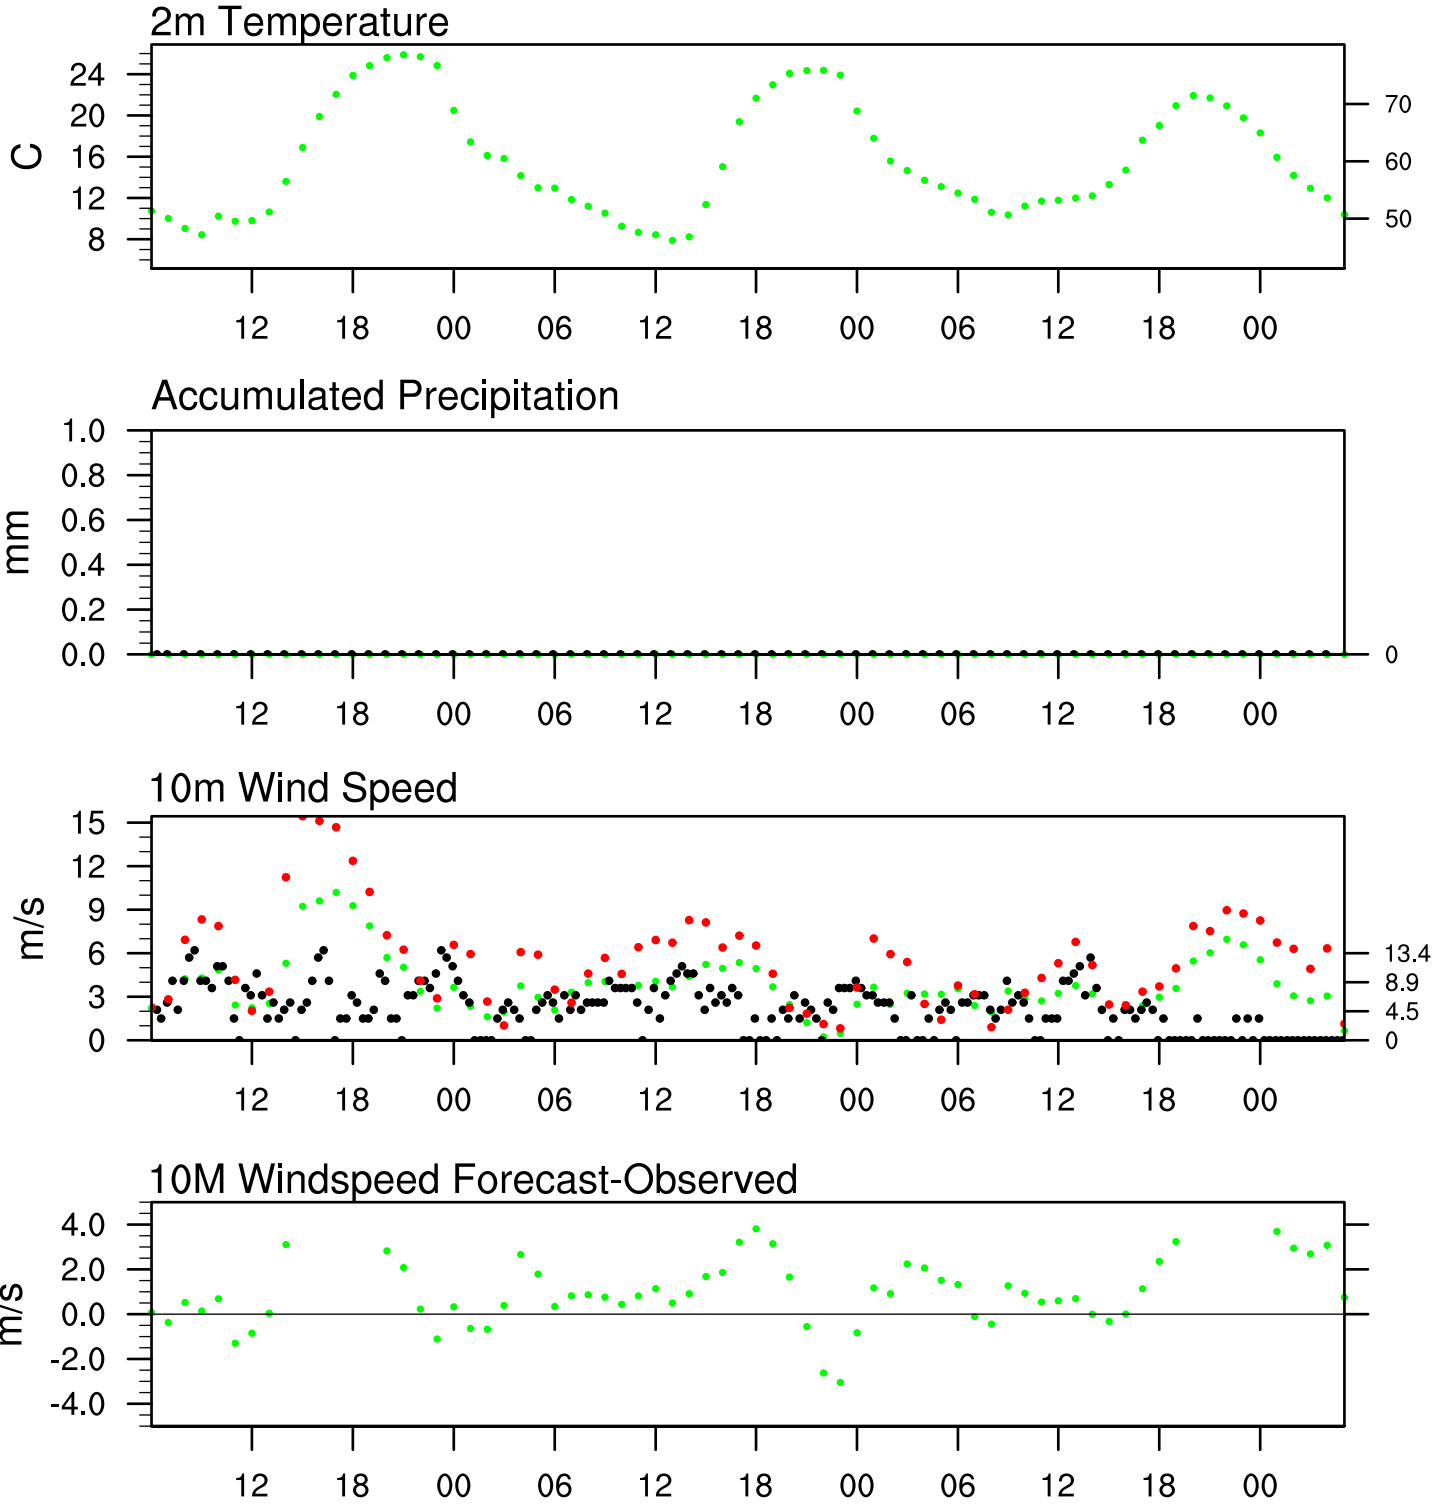 2m Temperature
C
24
20
16
12
8
70
60
50
12 18 00 06 12 18 00 06 12 18 00
Accumulated Precipitation
mm
1.0
0.8
0.6
0.4
0.2
0.0
0
12 18 00 06 12 18 00 06 12 18 00
10m Wind Speed
m/s
15
12
9
6
3
0
13.4
8.9
4.5
0
12 18 00 06 12 18 00 06 12 18 00
10M Windspeed Forecast-Observed
m/s
4.0
2.0
0.0
-2.0
-4.0
12 18 00 06 12 18 00 06 12 18 00